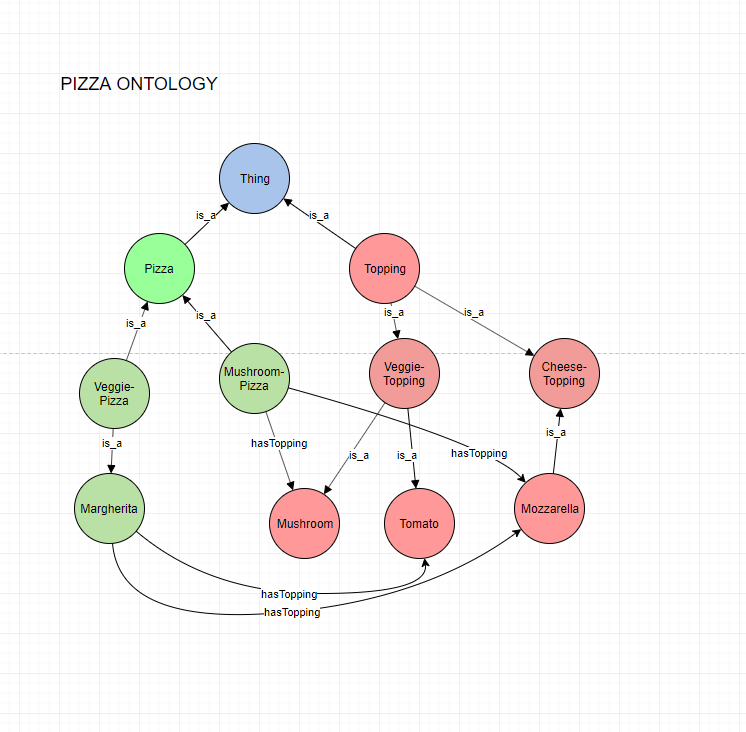 PIZZA ONTOLOGY
Thing
is_a
is_a
Pizza
Topping
is_a
is_a
is_a
is_a
Veggie-
Pizza
Mushroom-
Pizza
Veggie-
Topping
Cheese-
Topping
is_a
hasTopping
is_a
is_a
hasTopping
is_a
Margherita
Mushroom
Tomato
Mozzarella
hasTopping
hasTopping